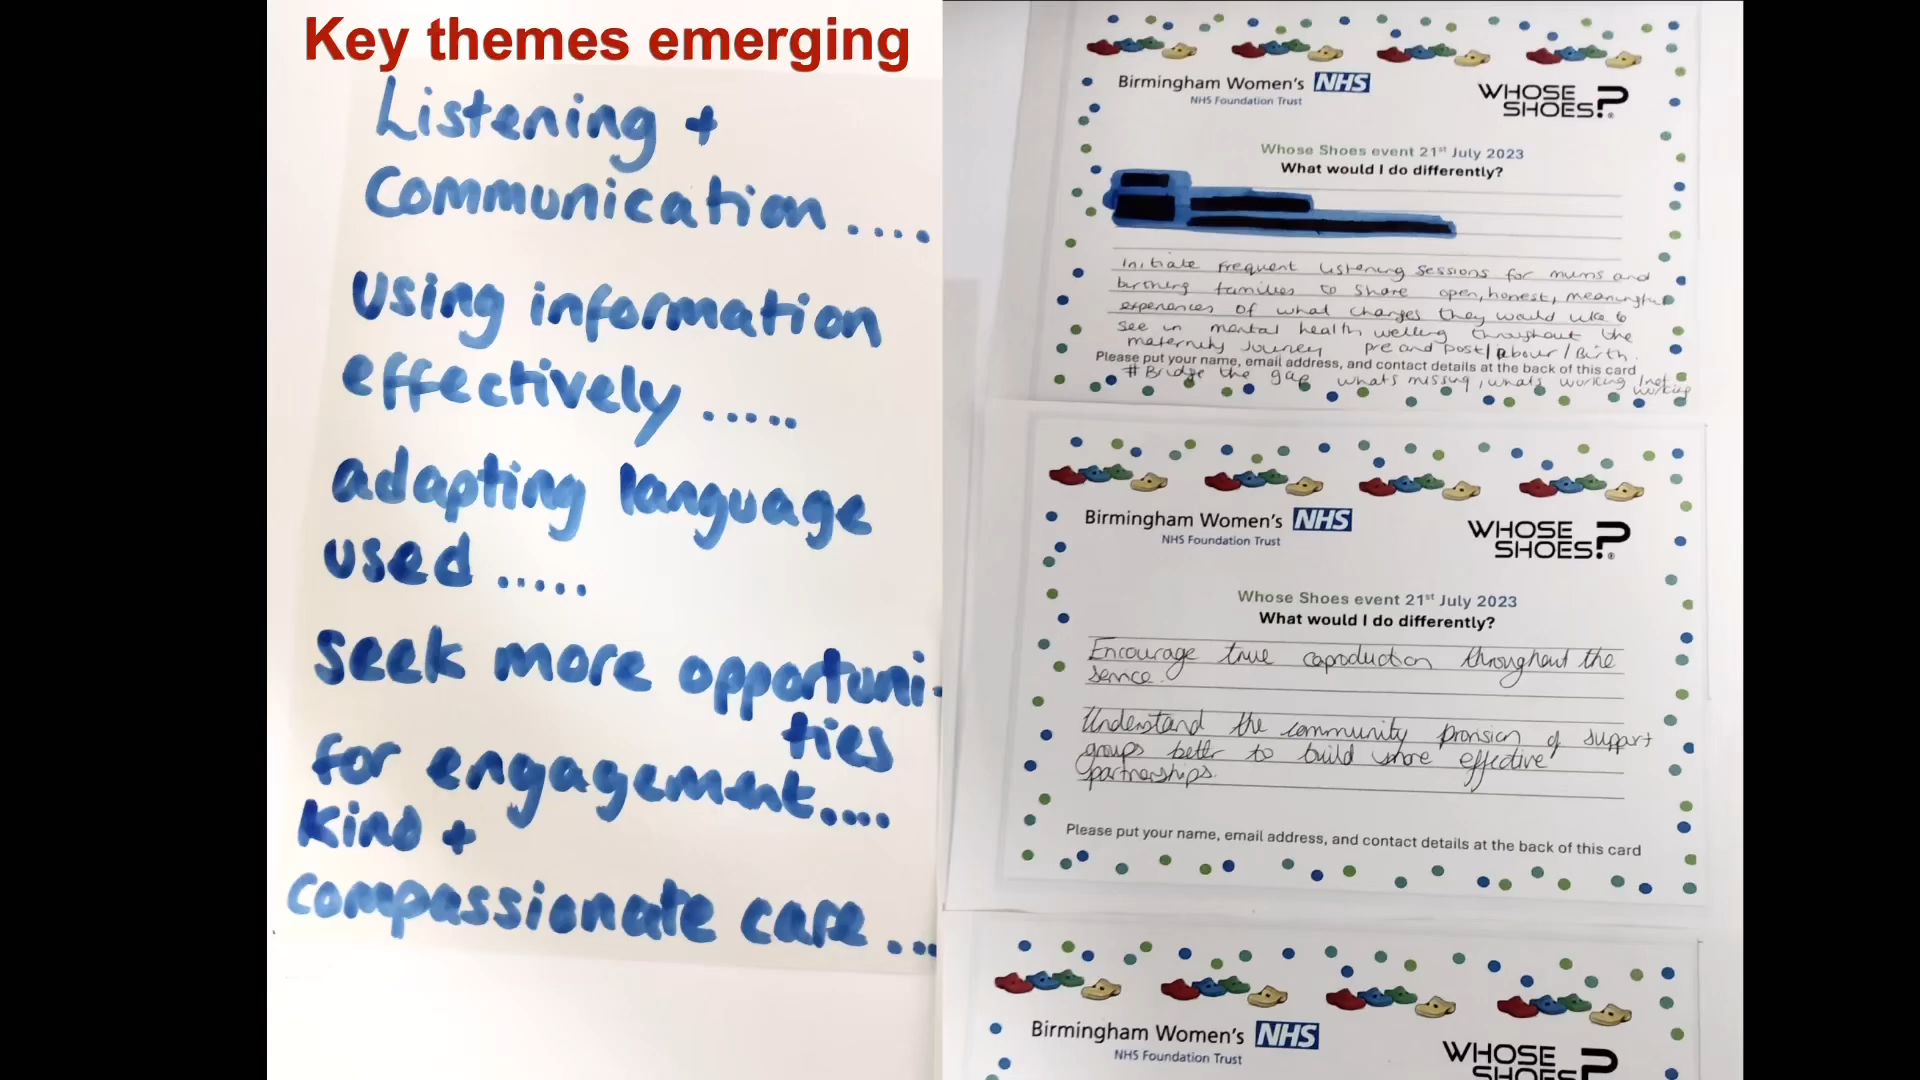 Key themes emerging
Listening +
Communication ....
using information
effectively .....
adapting language
used .....
seek more opportuni-
ties
for engagement....
kind +
compassionate care ...
Birmingham Women's NHS
NHS Foundation Trust
WHOSE
SHOES?®
Whose Shoes event 21st July 2023
What would I do differently?
Initiate frequent listening sessions for mums and
birthing families to share open, honest, meaningful
experiences of what changes they would like to
see in mental health welling throughout the
maternity journey pre and post/labour/Birth.
Please put your name, email address, and contact details at the back of this card
# Bridge the gap whats missing, whats working/not
working
Birmingham Women's NHS
NHS Foundation Trust
WHOSE
SHOES?®
Whose Shoes event 21st July 2023
What would I do differently?
Encourage true coproduction throughout the
service.
Understand the community provision of support
groups better to build more effective
partnerships.
Please put your name, email address, and contact details at the back of this card
Birmingham Women's NHS
NHS Foundation Trust
WHOSE
SHOES?